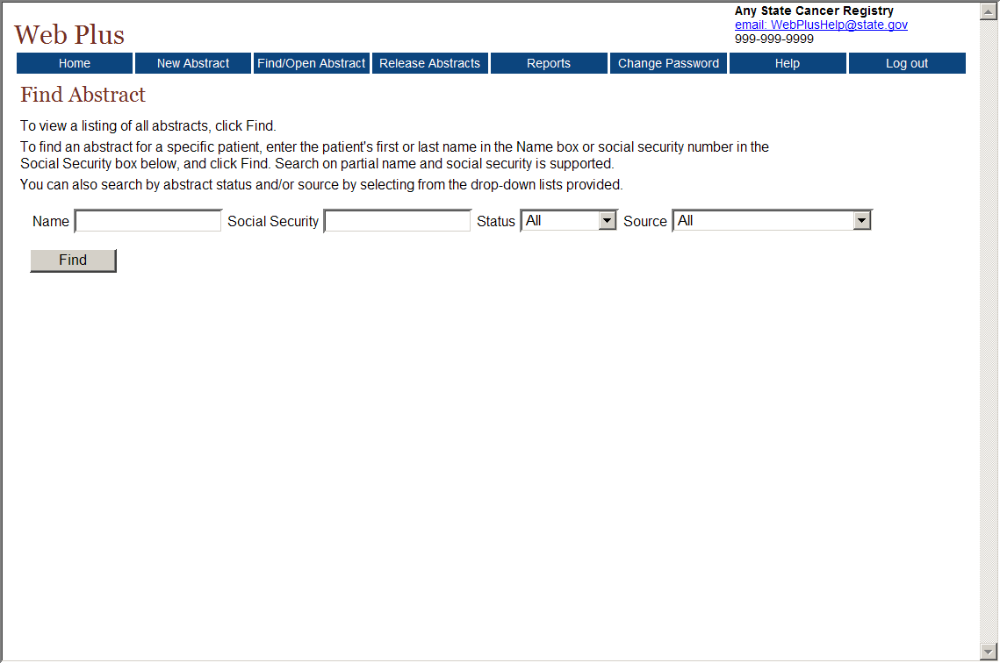 Any State Cancer Registry
email: WebPlusHelp@state.gov
999-999-9999
Web Plus
Home New Abstract Find/Open Abstract Release Abstracts Reports Change Password Help Log out
Find Abstract
To view a listing of all abstracts, click Find.
To find an abstract for a specific patient, enter the patient's first or last name in the Name box or social security number in the
Social Security box below, and click Find. Search on partial name and social security is supported.
You can also search by abstract status and/or source by selecting from the drop-down lists provided.
Name Social Security Status All Source All
Find